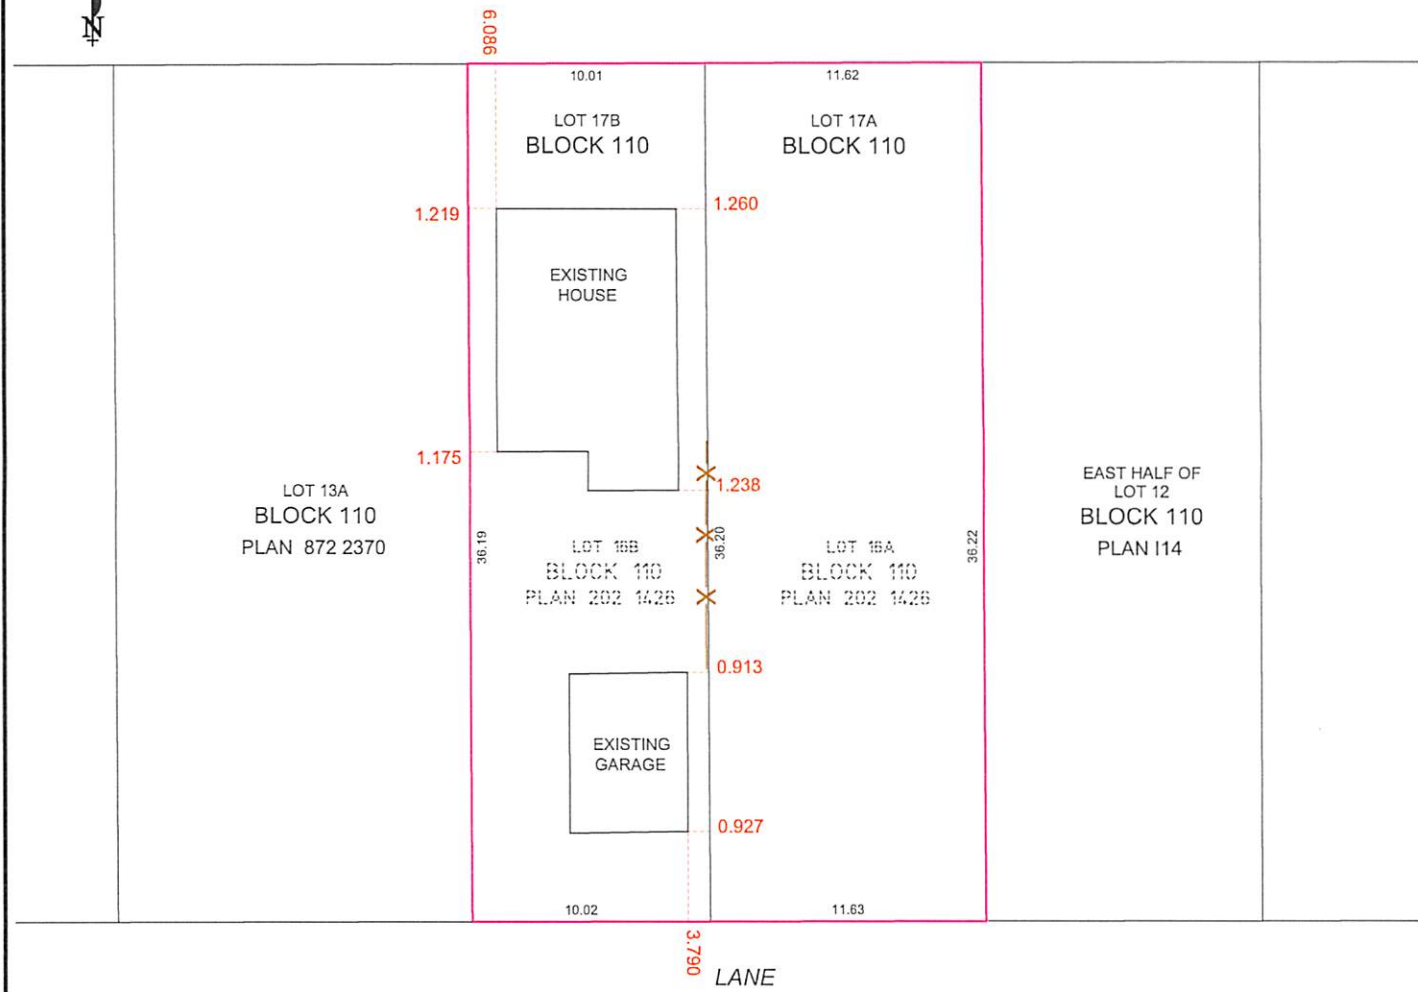 N
6.086
10.01
11.62
LOT 17B
BLOCK 110
LOT 17A
BLOCK 110
1.219
1.260
EXISTING
HOUSE
1.175
1.238
LOT 13A
BLOCK 110
PLAN 872 2370
EAST HALF OF
LOT 12
BLOCK 110
PLAN I14
36.19
36.20
36.22
LOT 16B
BLOCK 110
PLAN 202 1426
LOT 16A
BLOCK 110
PLAN 202 1426
0.913
EXISTING
GARAGE
0.927
10.02
11.63
3.790
LANE